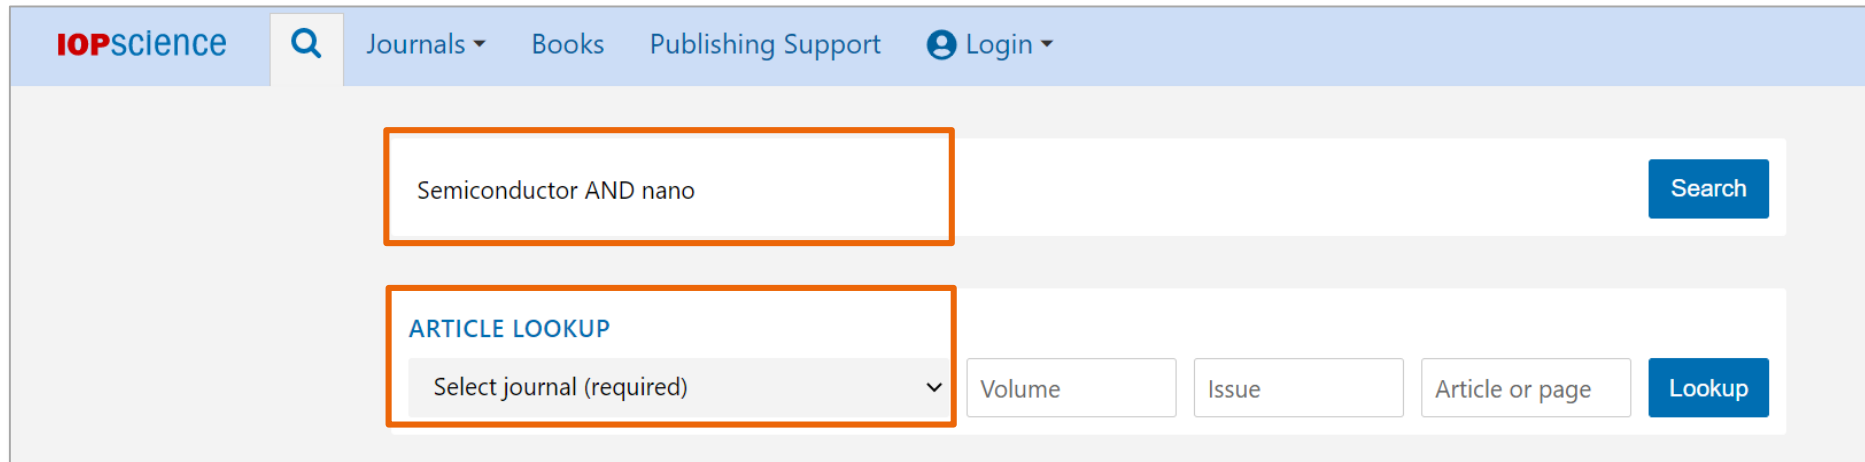 IOPscience Journals Books Publishing Support Login
Semiconductor AND nano Search
ARTICLE LOOKUP
Select journal (required) Volume Issue Article or page Lookup